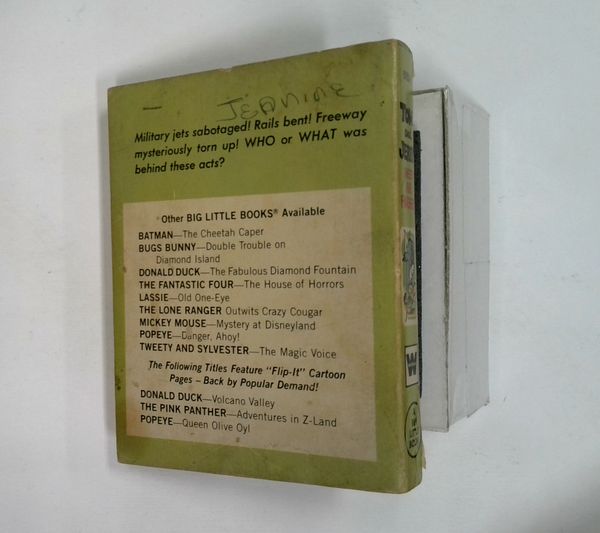 JEANINE
Military jets sabotaged! Rails bent! Freeway
mysteriously torn up! WHO or WHAT was
behind these acts?
Other BIG LITTLE BOOKS® Available
BATMAN—The Cheetah Caper
BUGS BUNNY—Double Trouble on
Diamond Island
DONALD DUCK—The Fabulous Diamond Fountain
THE FANTASTIC FOUR—The House of Horrors
LASSIE—Old One-Eye
THE LONE RANGER Outwits Crazy Cougar
MICKEY MOUSE—Mystery at Disneyland
POPEYE—Danger, Ahoy!
TWEETY AND SYLVESTER—The Magic Voice
The Following Titles Feature "Flip-It" Cartoon
Pages – Back by Popular Demand!
DONALD DUCK—Volcano Valley
THE PINK PANTHER—Adventures in Z-Land
POPEYE—Queen Olive Oyl
TOM
AND
JERRY
W